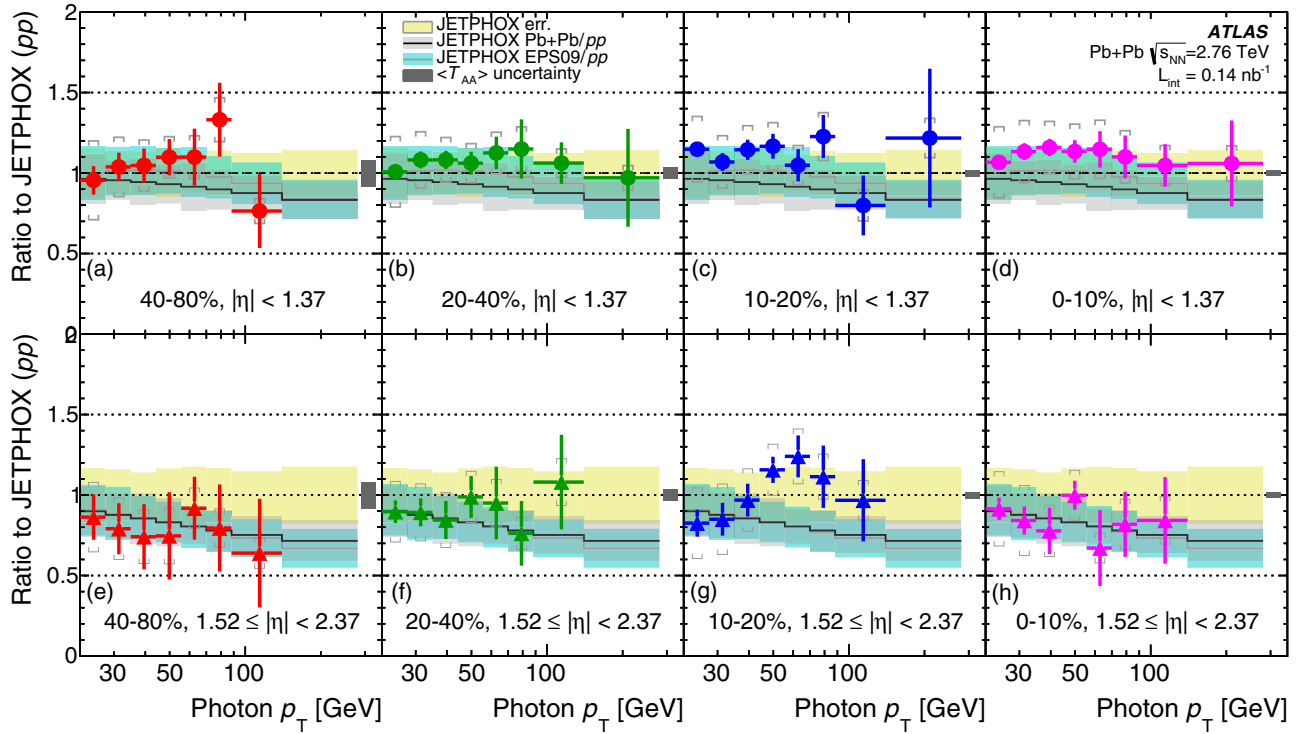 Ratio to JETPHOX (pp)
2
1.5
1
0.5
2
JETPHOX err.
JETPHOX Pb+Pb/pp
JETPHOX EPS09/pp
<T_AA> uncertainty
ATLAS
Pb+Pb √s_NN=2.76 TeV
L_int = 0.14 nb⁻¹
(a)
40-80%, |η| < 1.37
(b)
20-40%, |η| < 1.37
(c)
10-20%, |η| < 1.37
(d)
0-10%, |η| < 1.37
Ratio to JETPHOX (pp)
1.5
1
0.5
0
2
(e)
40-80%, 1.52 ≤ |η| < 2.37
(f)
20-40%, 1.52 ≤ |η| < 2.37
(g)
10-20%, 1.52 ≤ |η| < 2.37
(h)
0-10%, 1.52 ≤ |η| < 2.37
30 50 100 200
30 50 100 200
30 50 100 200
30 50 100 200
Photon p_T [GeV]
Photon p_T [GeV]
Photon p_T [GeV]
Photon p_T [GeV]